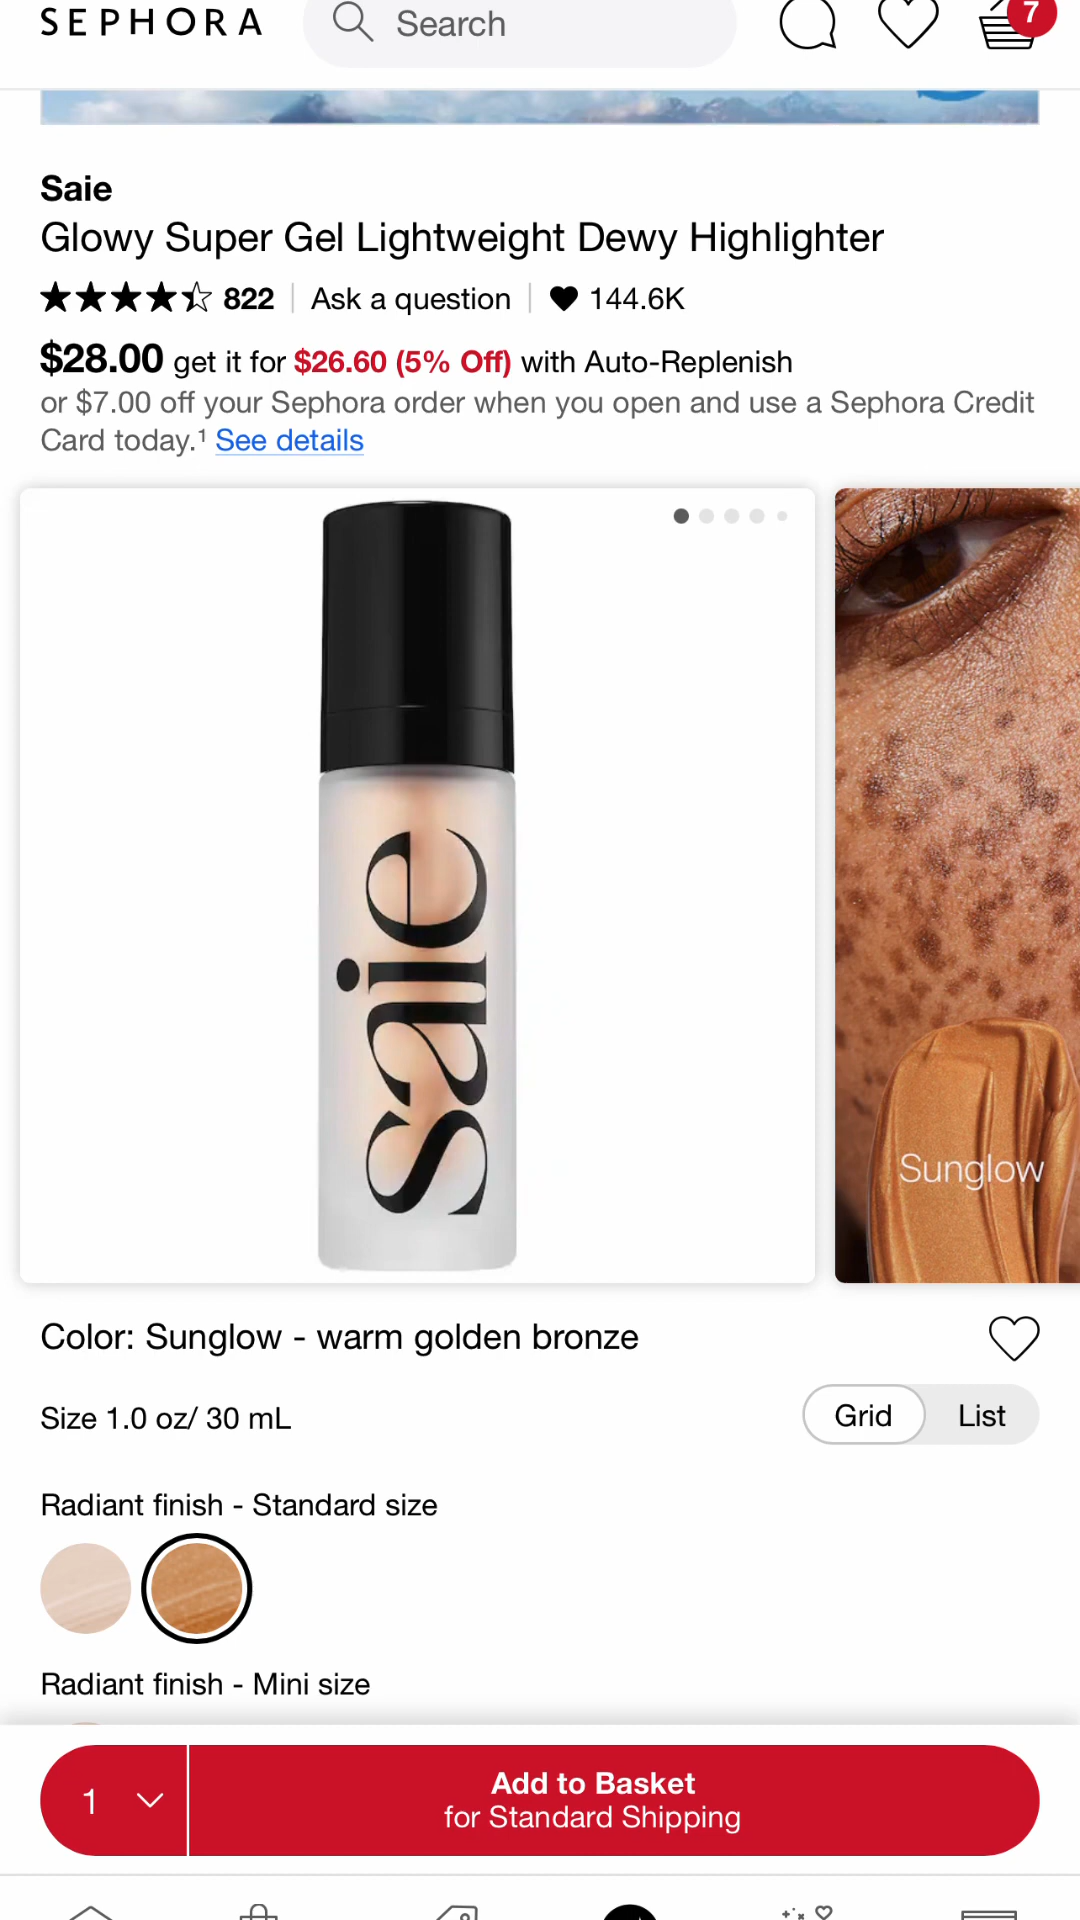 SEPHORA
Search
7
Saie
Glowy Super Gel Lightweight Dewy Highlighter
822 Ask a question 144.6K
$28.00 get it for $26.60 (5% Off) with Auto-Replenish
or $7.00 off your Sephora order when you open and use a Sephora Credit
Card today.¹ See details
saie
Sunglow
Color: Sunglow - warm golden bronze
Size 1.0 oz/ 30 mL
Grid List
Radiant finish - Standard size
Radiant finish - Mini size
1
Add to Basket
for Standard Shipping